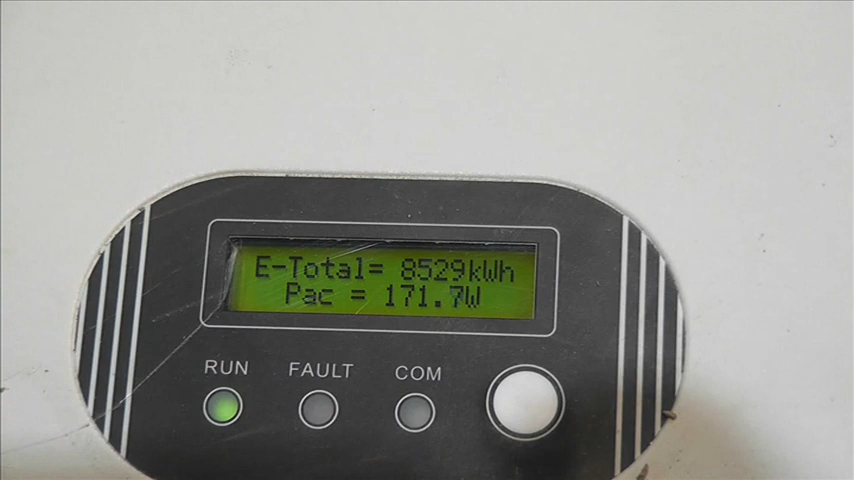 E-Total= 8529kWh
Pac = 171.7W
RUN FAULT COM